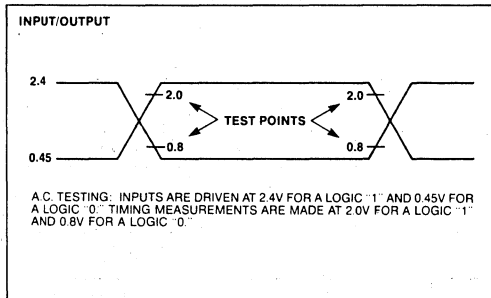 INPUT/OUTPUT
2.4
2.0
2.0
TEST POINTS
0.8
0.8
0.45
A.C. TESTING: INPUTS ARE DRIVEN AT 2.4V FOR A LOGIC "1" AND 0.45V FOR
A LOGIC "0." TIMING MEASUREMENTS ARE MADE AT 2.0V FOR A LOGIC "1"
AND 0.8V FOR A LOGIC "0."